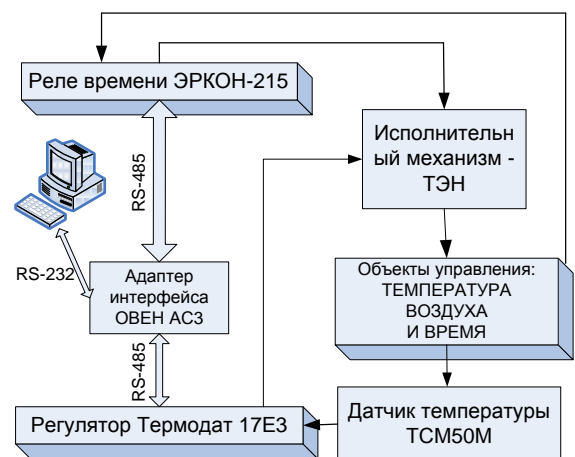 Реле времени ЭРКОН-215
Исполнительн
ый механизм -
ТЭН
RS-485
RS-232
Адаптер
интерфейса
ОВЕН АС3
Объекты управления:
ТЕМПЕРАТУРА
ВОЗДУХА
И ВРЕМЯ
RS-485
Регулятор Термодат 17Е3
Датчик температуры
ТСМ50М